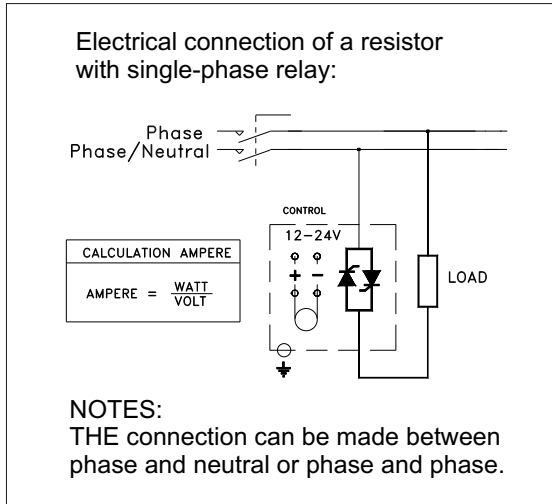 Electrical connection of a resistor
with single-phase relay:
Phase
Phase/Neutral
CONTROL
12-24V
+ -
LOAD
CALCULATION AMPERE
AMPERE = WATT
VOLT
NOTES:
THE connection can be made between
phase and neutral or phase and phase.